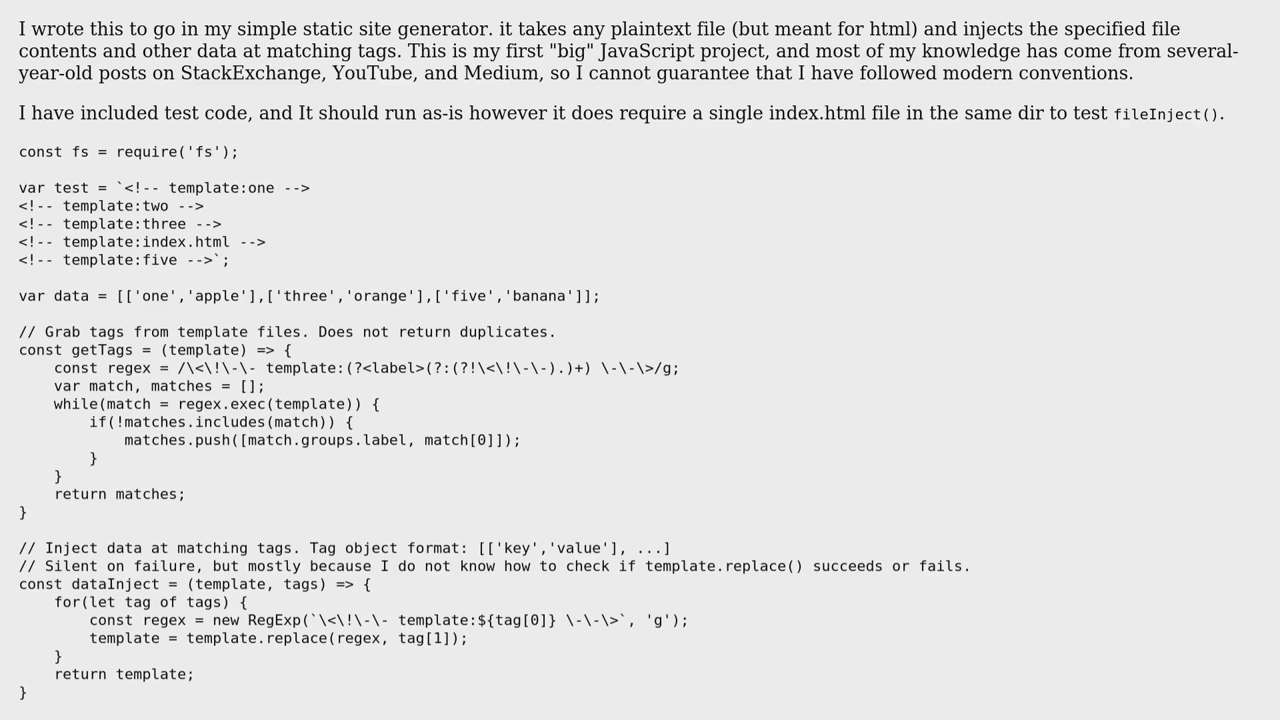 I wrote this to go in my simple static site generator. it takes any plaintext file (but meant for html) and injects the specified file
contents and other data at matching tags. This is my first "big" JavaScript project, and most of my knowledge has come from several-
year-old posts on StackExchange, YouTube, and Medium, so I cannot guarantee that I have followed modern conventions.
I have included test code, and It should run as-is however it does require a single index.html file in the same dir to test fileInject().
const fs = require('fs');
var test = `<!-- template:one -->
<!-- template:two -->
<!-- template:three -->
<!-- template:index.html -->
<!-- template:five -->`;
var data = [['one','apple'],['three','orange'],['five','banana']];
// Grab tags from template files. Does not return duplicates.
const getTags = (template) => {
    const regex = /\<\!\-\- template:(?<label>(?:(?!\<\!\-\-).)+) \-\-\>/g;
    var match, matches = [];
    while(match = regex.exec(template)) {
        if(!matches.includes(match)) {
            matches.push([match.groups.label, match[0]]);
        }
    }
    return matches;
}
// Inject data at matching tags. Tag object format: [['key','value'], ...]
// Silent on failure, but mostly because I do not know how to check if template.replace() succeeds or fails.
const dataInject = (template, tags) => {
    for(let tag of tags) {
        const regex = new RegExp(`\<\!\-\- template:${tag[0]} \-\-\>`, 'g');
        template = template.replace(regex, tag[1]);
    }
    return template;
}